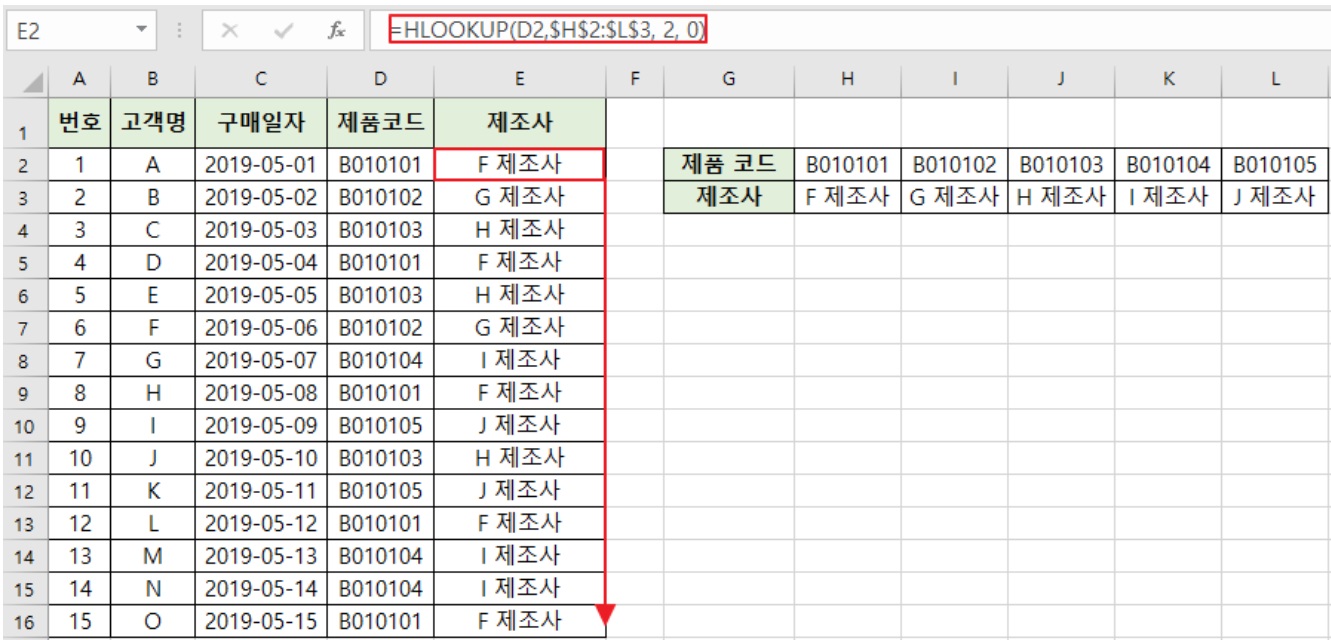 E2 fx =HLOOKUP(D2,$H$2:$L$3, 2, 0)
A B C D E F G H I J K L
1 번호 고객명 구매일자 제품코드 제조사
2 1 A 2019-05-01 B010101 F 제조사 제품 코드 B010101 B010102 B010103 B010104 B010105
3 2 B 2019-05-02 B010102 G 제조사 제조사 F 제조사 G 제조사 H 제조사 I 제조사 J 제조사
4 3 C 2019-05-03 B010103 H 제조사
5 4 D 2019-05-04 B010101 F 제조사
6 5 E 2019-05-05 B010103 H 제조사
7 6 F 2019-05-06 B010102 G 제조사
8 7 G 2019-05-07 B010104 I 제조사
9 8 H 2019-05-08 B010101 F 제조사
10 9 I 2019-05-09 B010105 J 제조사
11 10 J 2019-05-10 B010103 H 제조사
12 11 K 2019-05-11 B010105 J 제조사
13 12 L 2019-05-12 B010101 F 제조사
14 13 M 2019-05-13 B010104 I 제조사
15 14 N 2019-05-14 B010104 I 제조사
16 15 O 2019-05-15 B010101 F 제조사